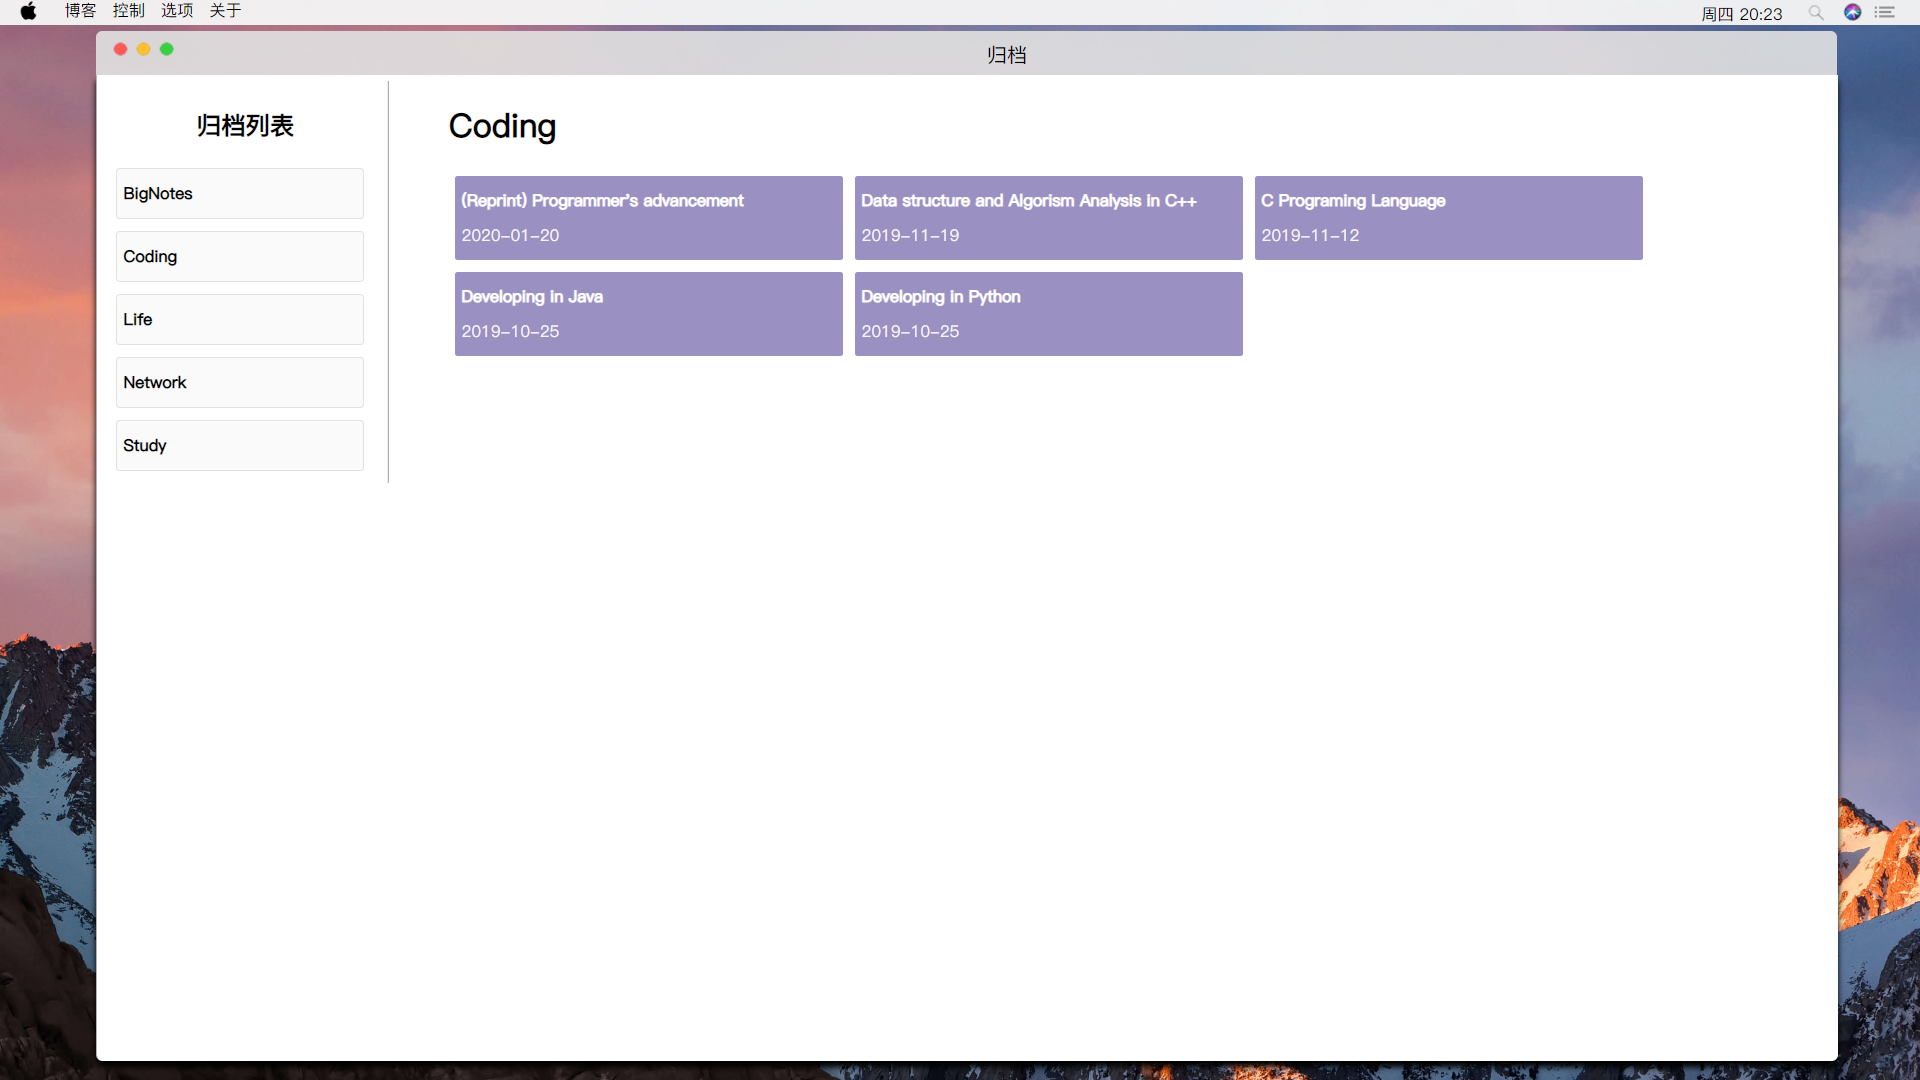 博客 控制 选项 关于
周四 20:23
归档
归档列表
BigNotes
Coding
Life
Network
Study
Coding
(Reprint) Programmer's advancement
2020-01-20
Data structure and Algorism Analysis in C++
2019-11-19
C Programing Language
2019-11-12
Developing in Java
2019-10-25
Developing in Python
2019-10-25